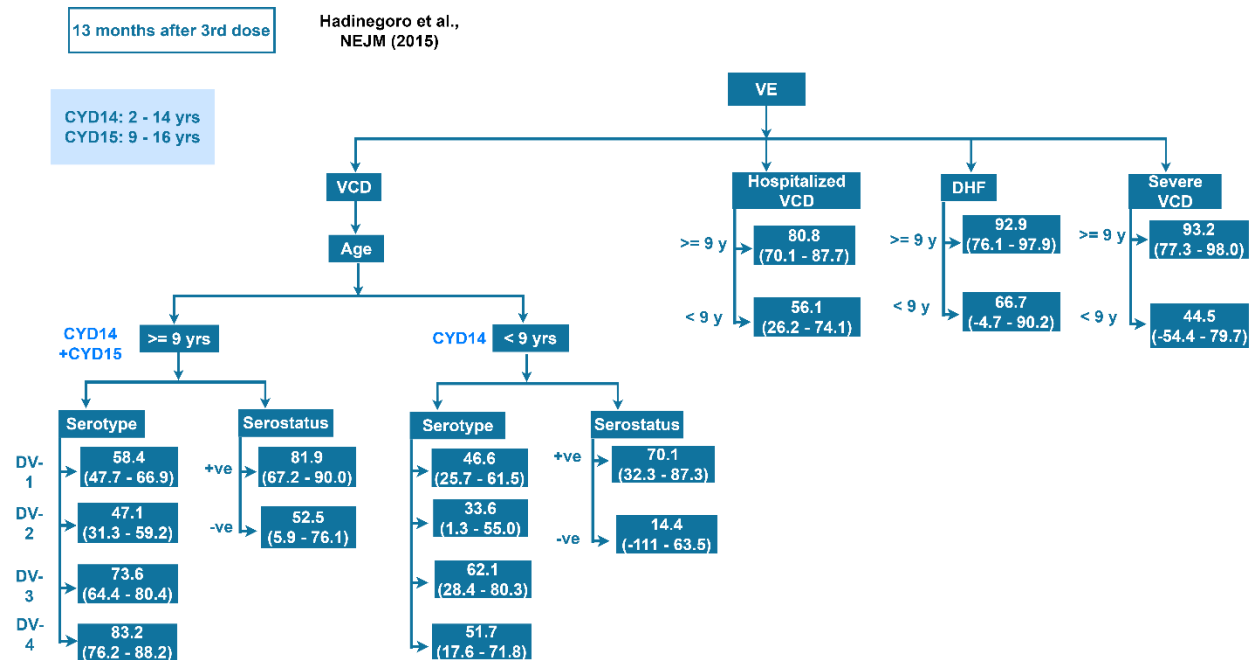 13 months after 3rd dose
Hadinegoro et al.,
NEJM (2015)
CYD14: 2 - 14 yrs
CYD15: 9 - 16 yrs
VE
VCD
Hospitalized
VCD
DHF
Severe
VCD
>= 9 y
80.8
(70.1 - 87.7)
>= 9 y
92.9
(76.1 - 97.9)
>= 9 y
93.2
(77.3 - 98.0)
Age
< 9 y
56.1
(26.2 - 74.1)
< 9 y
66.7
(-4.7 - 90.2)
< 9 y
44.5
(-54.4 - 79.7)
CYD14
+CYD15
>= 9 yrs
CYD14
< 9 yrs
Serotype
Serostatus
Serotype
Serostatus
DV-
1
58.4
(47.7 - 66.9)
+ve
81.9
(67.2 - 90.0)
46.6
(25.7 - 61.5)
+ve
70.1
(32.3 - 87.3)
DV-
2
47.1
(31.3 - 59.2)
-ve
52.5
(5.9 - 76.1)
33.6
(1.3 - 55.0)
-ve
14.4
(-111 - 63.5)
DV-
3
73.6
(64.4 - 80.4)
62.1
(28.4 - 80.3)
DV-
4
83.2
(76.2 - 88.2)
51.7
(17.6 - 71.8)